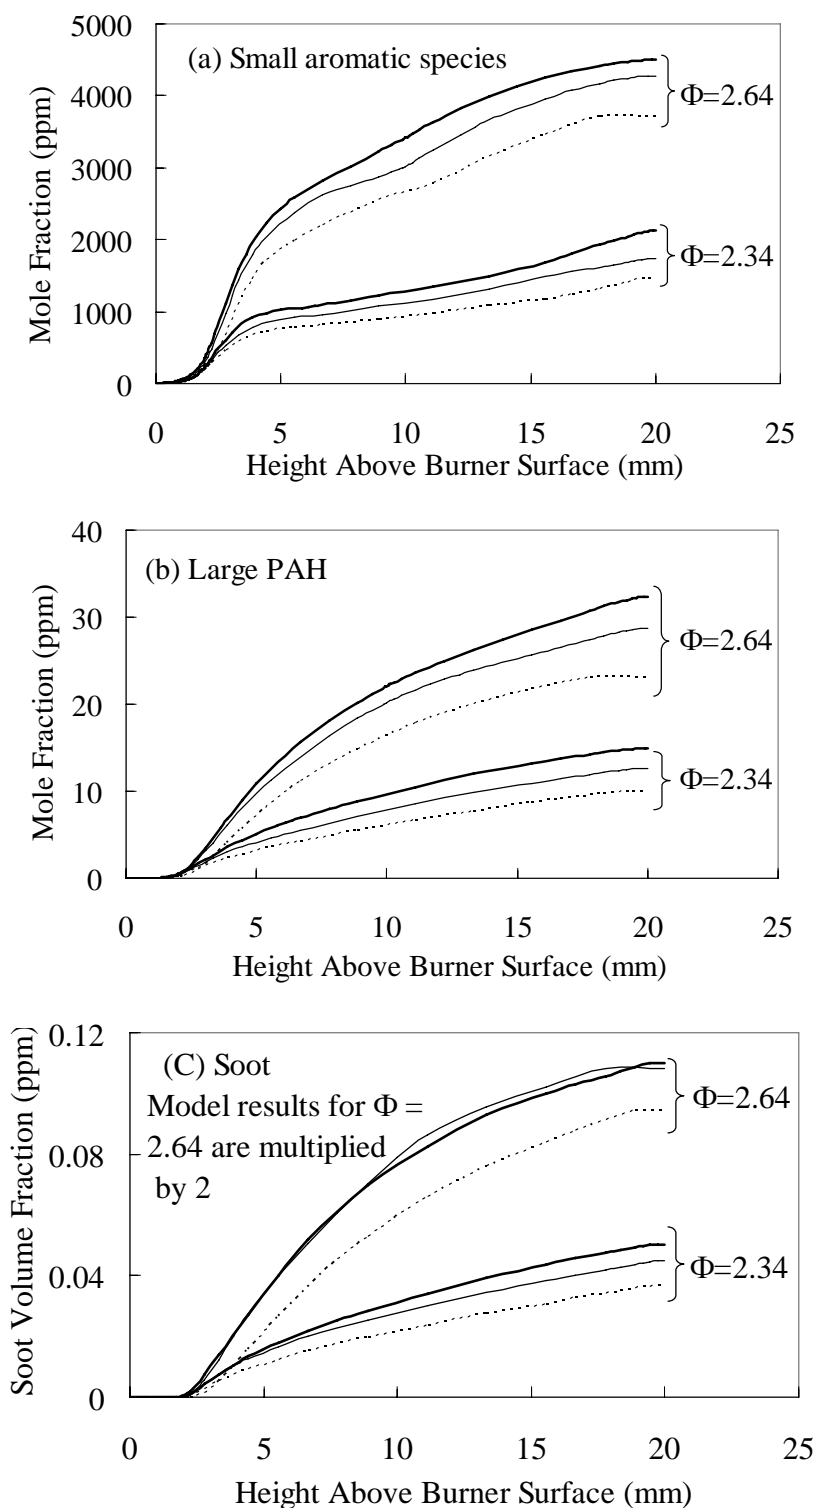 5000
(a) Small aromatic species
4000
Φ=2.64
3000
2000
Φ=2.34
1000
0
Mole Fraction (ppm)
0 5 10 15 20 25
Height Above Burner Surface (mm)
40
(b) Large PAH
30
Φ=2.64
20
10
Φ=2.34
0
Mole Fraction (ppm)
0 5 10 15 20 25
Height Above Burner Surface (mm)
0.12
(C) Soot
Model results for Φ =
2.64 are multiplied
by 2
Φ=2.64
0.08
0.04
Φ=2.34
0
Soot Volume Fraction (ppm)
0 5 10 15 20 25
Height Above Burner Surface (mm)